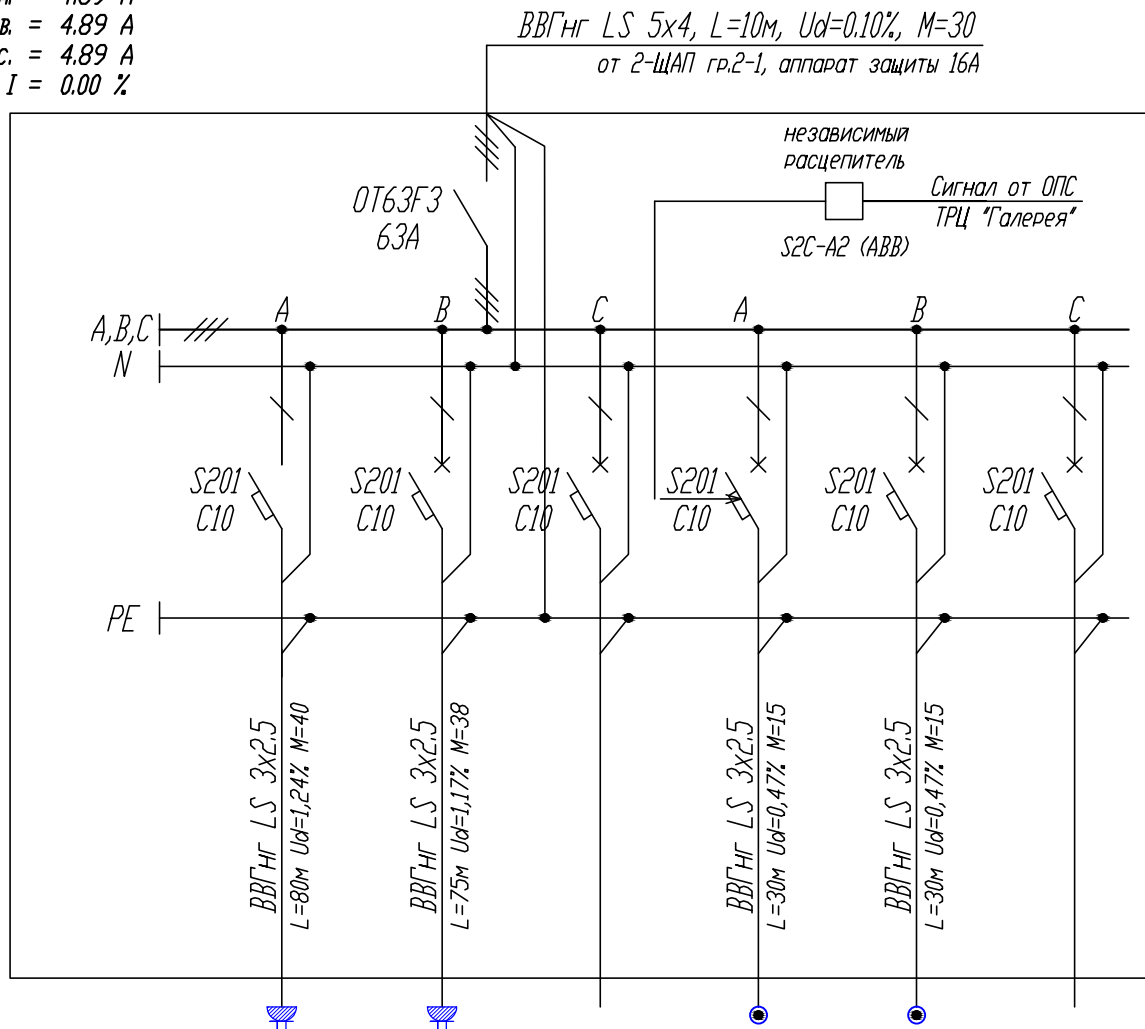 в. = 4.89 А
с. = 4.89 А
I = 0.00 %
ВВГнг LS 5х4, L=10м, Ud=0.10%, M=30
от 2-ЩАП гр.2-1, аппарат защиты 16А
независимый
расцепитель
Сигнал от ОПС
ТРЦ "Галерея"
S2C-A2 (ABB)
OT63F3
63А
A B C A B C
A,B,C
N
S201 S201 S201 S201 S201 S201
C10 C10 C10 C10 C10 C10
PE
ВВГнг LS 3х2.5
L=80м Ud=1,24% M=40
ВВГнг LS 3х2.5
L=75м Ud=1,17% M=38
ВВГнг LS 3х2.5
L=30м Ud=0,47% M=15
ВВГнг LS 3х2.5
L=30м Ud=0,47% M=15